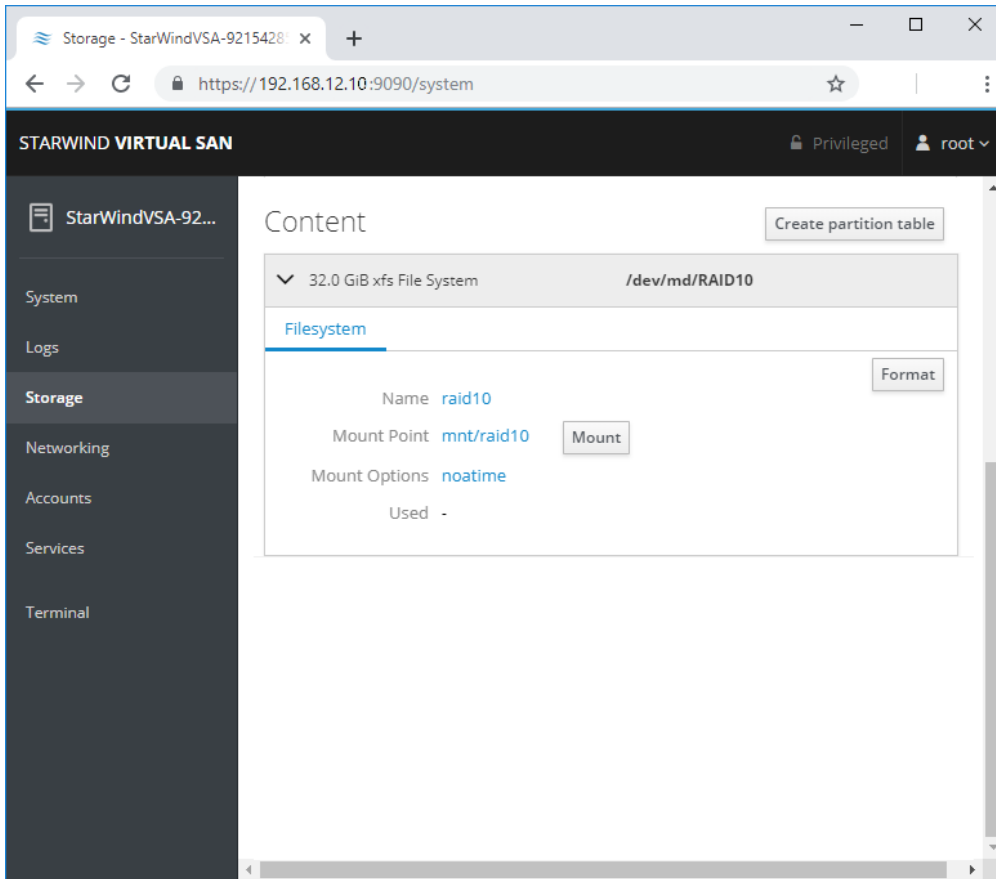 Storage - StarWindVSA-9215428
https://192.168.12.10:9090/system
STARWIND VIRTUAL SAN
Privileged
root
StarWindVSA-92...
System
Logs
Storage
Networking
Accounts
Services
Terminal
Content
Create partition table
32.0 GiB xfs File System /dev/md/RAID10
Filesystem
Format
Name raid10
Mount Point mnt/raid10 Mount
Mount Options noatime
Used -